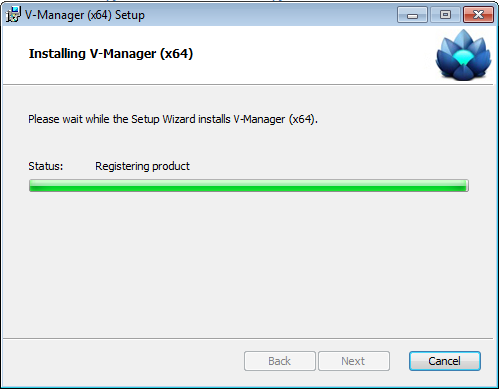 V-Manager (x64) Setup
Installing V-Manager (x64)
Please wait while the Setup Wizard installs V-Manager (x64).
Status: Registering product
Back Next Cancel